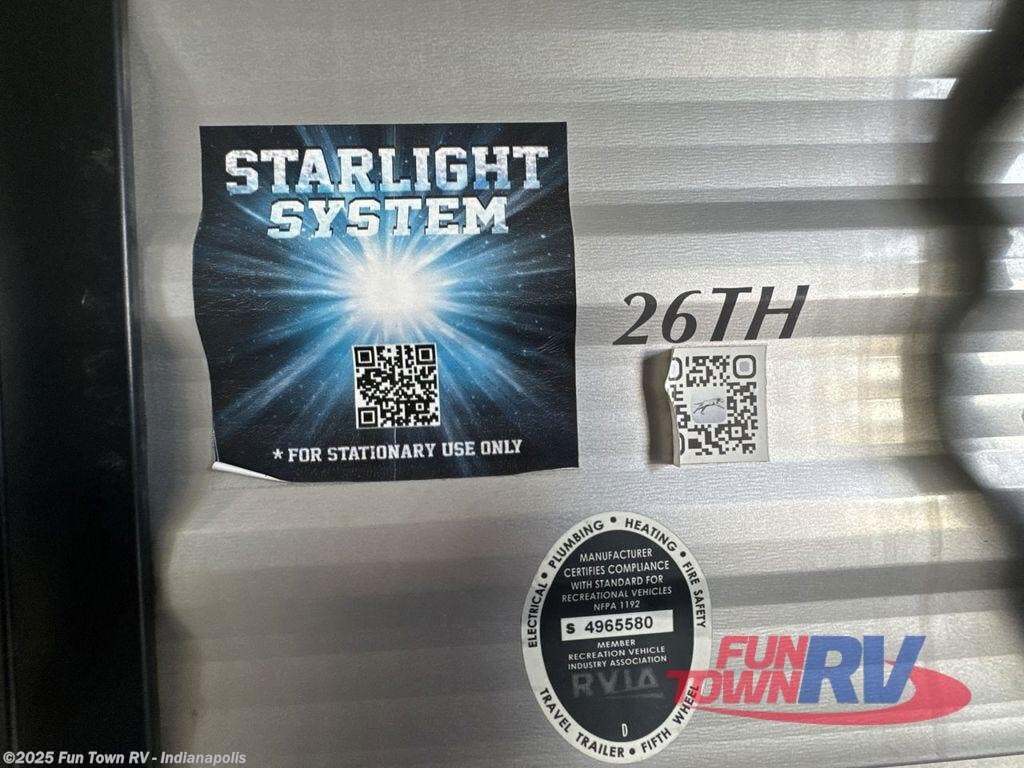 STARLIGHT
SYSTEM
* FOR STATIONARY USE ONLY
26TH
ELECTRICAL • PLUMBING • HEATING • FIRE SAFETY
MANUFACTURER
CERTIFIES COMPLIANCE
WITH STANDARD FOR
RECREATIONAL VEHICLES
NFPA 1192
S 4965580
MEMBER
RECREATION VEHICLE
INDUSTRY ASSOCIATION
RVIA
D
TRAVEL TRAILER • FIFTH WHEEL
FUN
TOWN RV
©2025 Fun Town RV - Indianapolis